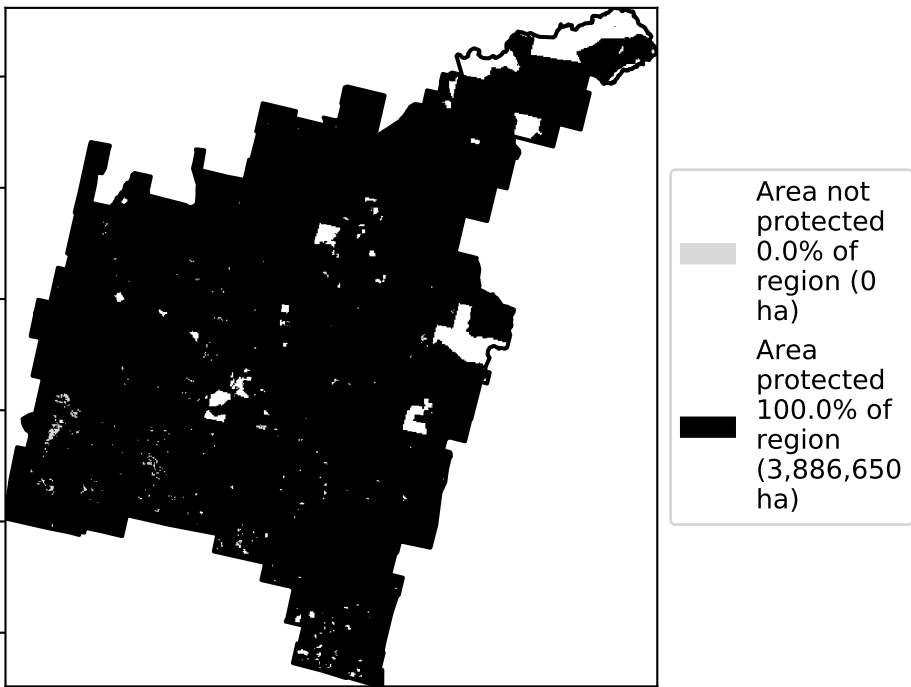 Area not
protected
0.0% of
region (0
ha)
Area
protected
100.0% of
region
(3,886,650
ha)